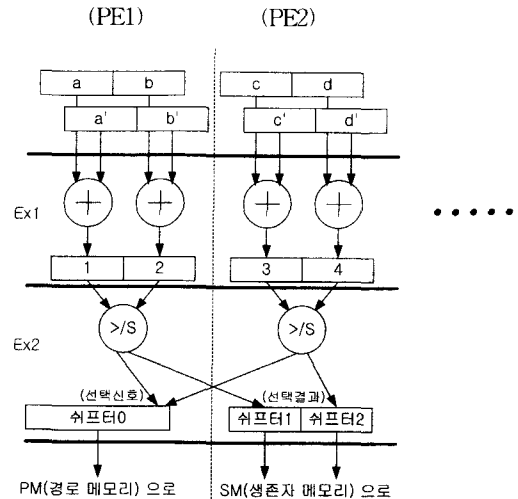 (PE1) (PE2)
a b c d
a' b' c' d'
Ex1
+ + + +
1 2 3 4
Ex2
>/S >/S
(선택신호) (선택결과)
쉬프터0 쉬프터1 쉬프터2
PM(경로 메모리) 으로 SM(생존자 메모리) 으로